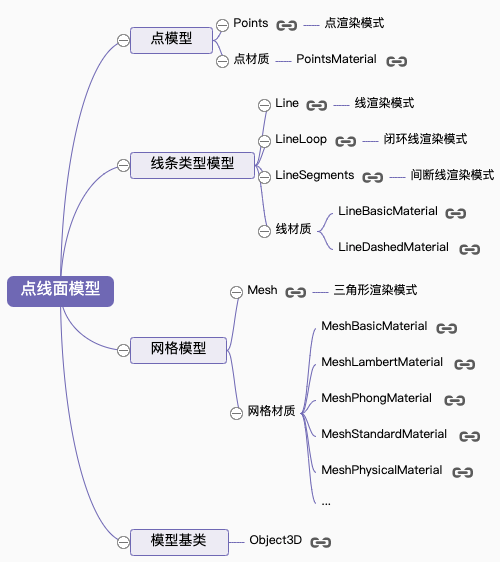 点线面模型
点模型
Points
点渲染模式
点材质
PointsMaterial
线条类型模型
Line
线渲染模式
LineLoop
闭环线渲染模式
LineSegments
间断线渲染模式
线材质
LineBasicMaterial
LineDashedMaterial
网格模型
Mesh
三角形渲染模式
网格材质
MeshBasicMaterial
MeshLambertMaterial
MeshPhongMaterial
MeshStandardMaterial
MeshPhysicalMaterial
...
模型基类
Object3D